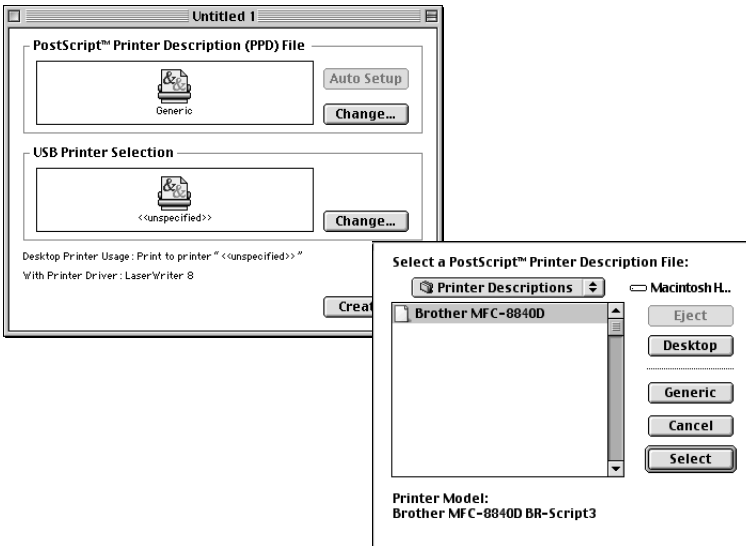 Untitled 1
PostScript™ Printer Description (PPD) File
Generic
Auto Setup
Change...
USB Printer Selection
<<unspecified>>
Change...
Desktop Printer Usage : Print to printer “<<unspecified>>”
With Printer Driver : LaserWriter 8
Creat
Select a PostScript™ Printer Description File:
Printer Descriptions
Macintosh H...
Brother MFC-8840D
Eject
Desktop
Generic
Cancel
Select
Printer Model:
Brother MFC-8840D BR-Script3